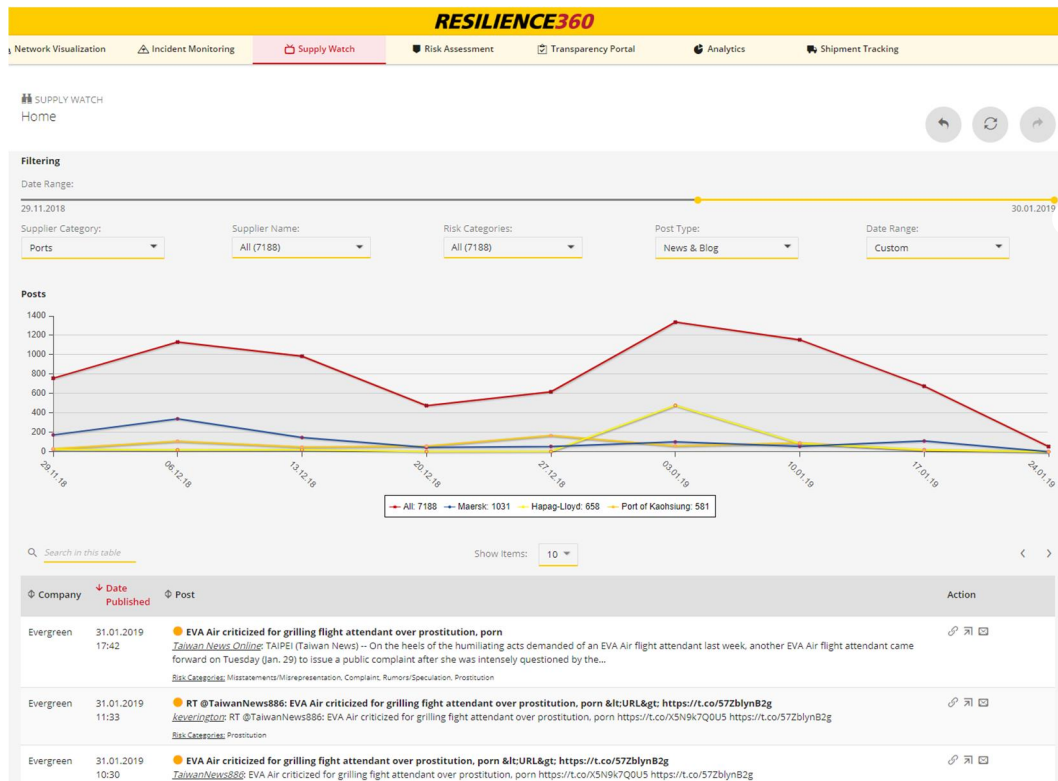 RESILIENCE360
Network Visualization Incident Monitoring Supply Watch Risk Assessment Transparency Portal Analytics Shipment Tracking
SUPPLY WATCH
Home
Filtering
Date Range:
29.11.2018 30.01.2019
Supplier Category: Supplier Name: Risk Categories: Post Type: Date Range:
Ports All (7188) All (7188) News & Blog Custom
Posts
1400
1200
1000
800
600
400
200
0
29.11.18 06.12.18 13.12.18 20.12.18 27.12.18 03.01.19 10.01.19 17.01.19 24.01.19
All: 7188 Maersk: 1031 Hapag-Lloyd: 658 Port of Kaohsiung: 581
Search in this table Show Items: 10
Company Date Published Post Action
Evergreen 31.01.2019 EVA Air criticized for grilling flight attendant over prostitution, porn
17:42 Taiwan News Online: TAIPEI (Taiwan News) -- On the heels of the humiliating acts demanded of an EVA Air flight attendant last week, another EVA Air flight attendant came
forward on Tuesday (Jan. 29) to issue a public complaint after she was intensely questioned by the...
Risk Categories: Misstatements/Misrepresentation, Complaint, Rumors/Speculation, Prostitution
Evergreen 31.01.2019 RT @TaiwanNews886: EVA Air criticized for grilling fight attendant over prostitution, porn &lt;URL&gt; https://t.co/57ZblynB2g
11:33 keverington: RT @TaiwanNews886: EVA Air criticized for grilling fight attendant over prostitution, porn https://t.co/X5N9k7Q0U5 https://t.co/57ZblynB2g
Risk Categories: Prostitution
Evergreen 31.01.2019 EVA Air criticized for grilling fight attendant over prostitution, porn &lt;URL&gt; https://t.co/57ZblynB2g
10:30 TaiwanNews886: EVA Air criticized for grilling fight attendant over prostitution, porn https://t.co/X5N9k7Q0U5 https://t.co/57ZblynB2g